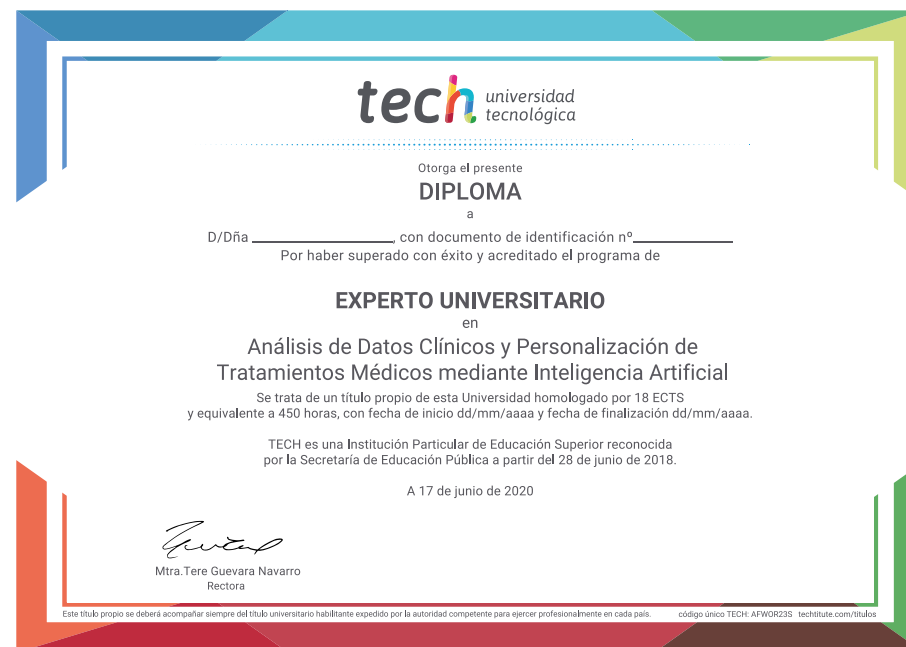 tech universidad
tecnológica
Otorga el presente
DIPLOMA
a
D/Dña ____________________, con documento de identificación nº______________
Por haber superado con éxito y acreditado el programa de
EXPERTO UNIVERSITARIO
en
Análisis de Datos Clínicos y Personalización de
Tratamientos Médicos mediante Inteligencia Artificial
Se trata de un título propio de esta Universidad homologado por 18 ECTS
y equivalente a 450 horas, con fecha de inicio dd/mm/aaaa y fecha de finalización dd/mm/aaaa.
TECH es una Institución Particular de Educación Superior reconocida
por la Secretaría de Educación Pública a partir del 28 de junio de 2018.
A 17 de junio de 2020
Mtra.Tere Guevara Navarro
Rectora
Este título propio se deberá acompañar siempre del título universitario habilitante expedido por la autoridad competente para ejercer profesionalmente en cada país. código único TECH: AFWOR23S techtitute.com/titulos